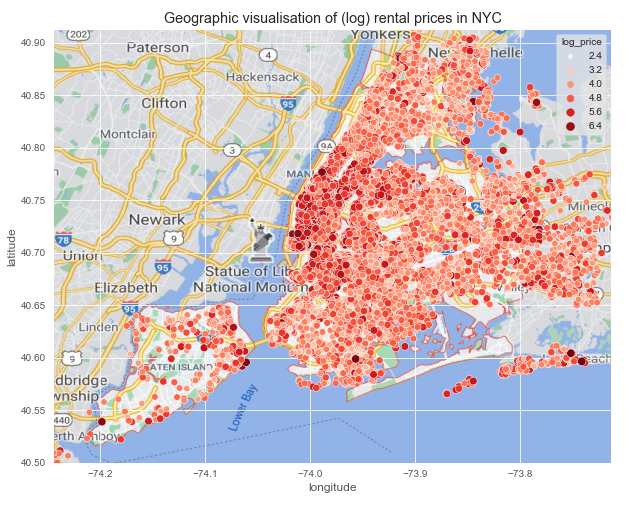 Geographic visualisation of (log) rental prices in NYC
40.90
40.85
40.80
40.75
40.70
40.65
40.60
40.55
40.50
latitude
−74.2
−74.1
−74.0
−73.9
−73.8
longitude
log_price
2.4
3.2
4.0
4.8
5.6
6.4
202
Paterson
4
Yonkers
Hackensack
Clifton
95
Montclair
3
9A
Newark
9
78
Union
95
Statue of Lib
National Monum
Elizabeth
95
Linden
9
ATEN ISLAND
dbridge
wnship
440
erth Amboy
Lower Bay